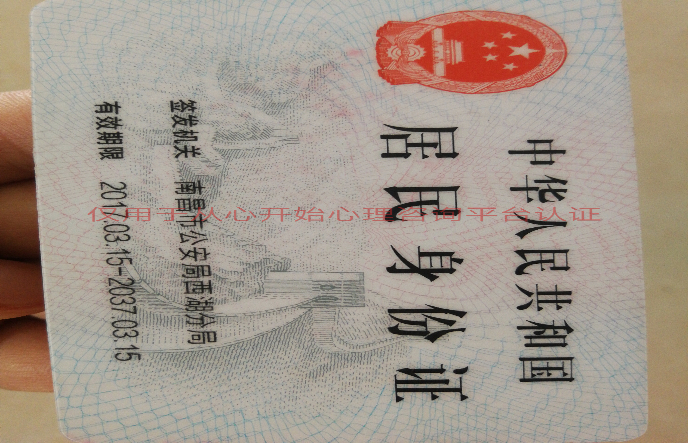 中华人民共和国
居民身份证
签发机关 南昌市公安局西湖分局
有效期限 2017.03.15-2037.03.15
仅用于从心开始心理咨询平台认证